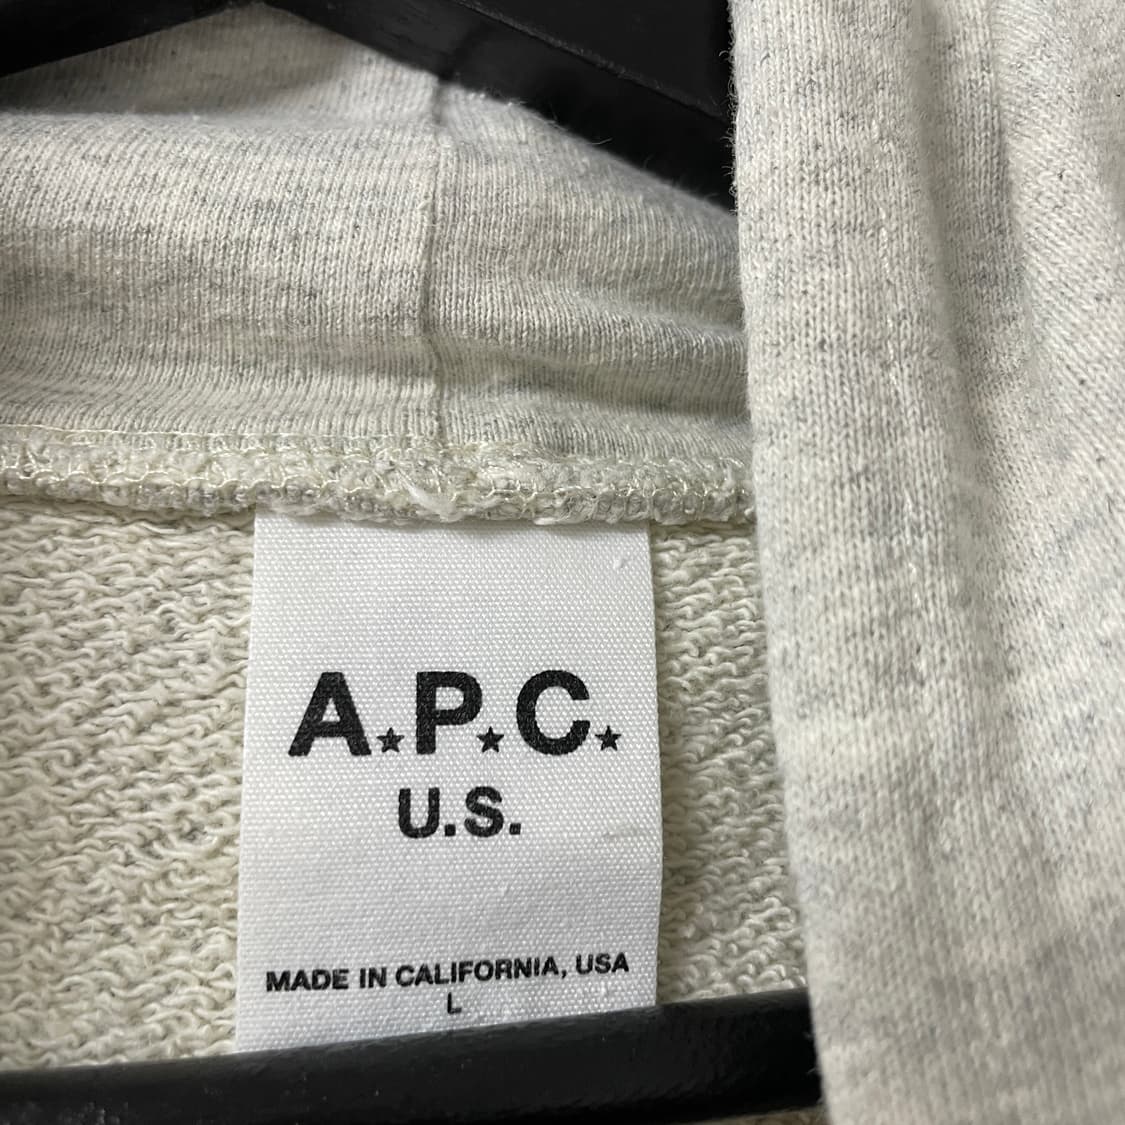 A★P★C★
U.S.
MADE IN CALIFORNIA, USA
L